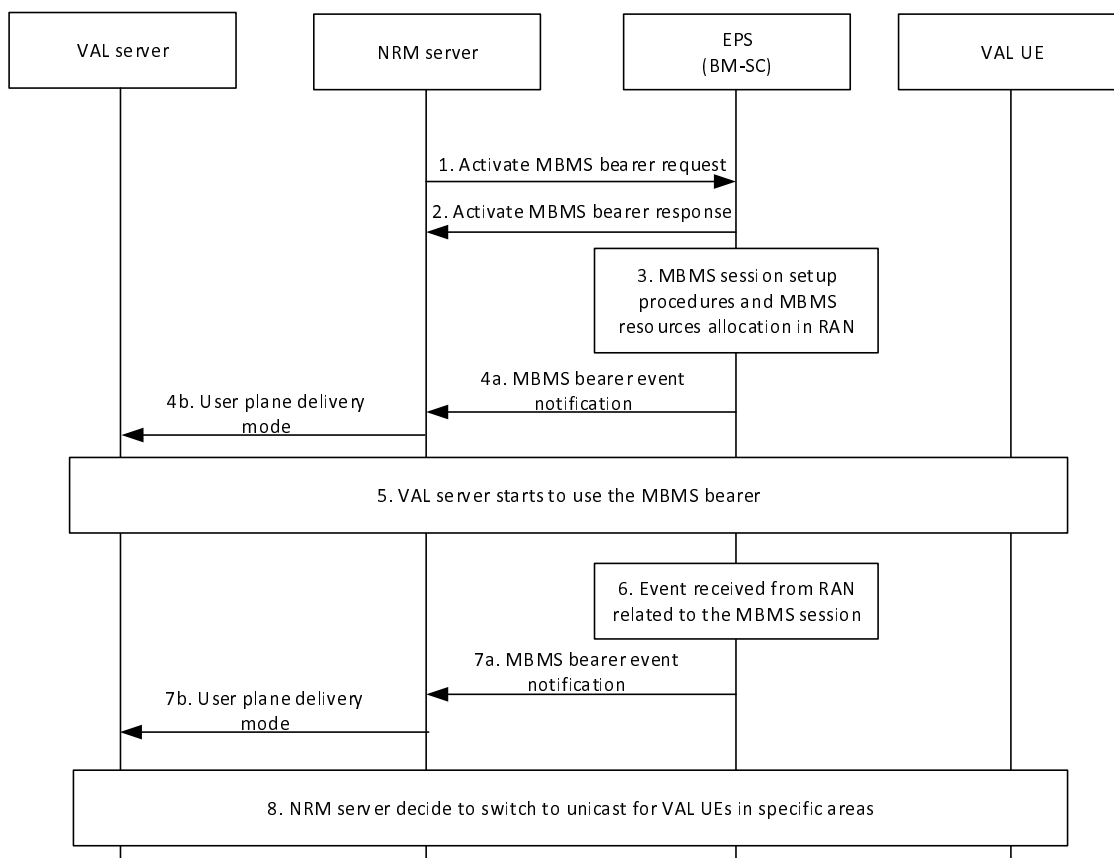 VAL server
NRM server
EPS
(BM-SC)
VAL UE
1. Activate MBMS bearer request
2. Activate MBMS bearer response
3. MBMS session setup
procedures and MBMS
resources allocation in RAN
4a. MBMS bearer event
notification
4b. User plane delivery
mode
5. VAL server starts to use the MBMS bearer
6. Event received from RAN
related to the MBMS session
7a. MBMS bearer event
notification
7b. User plane delivery
mode
8. NRM server decide to switch to unicast for VAL UEs in specific areas